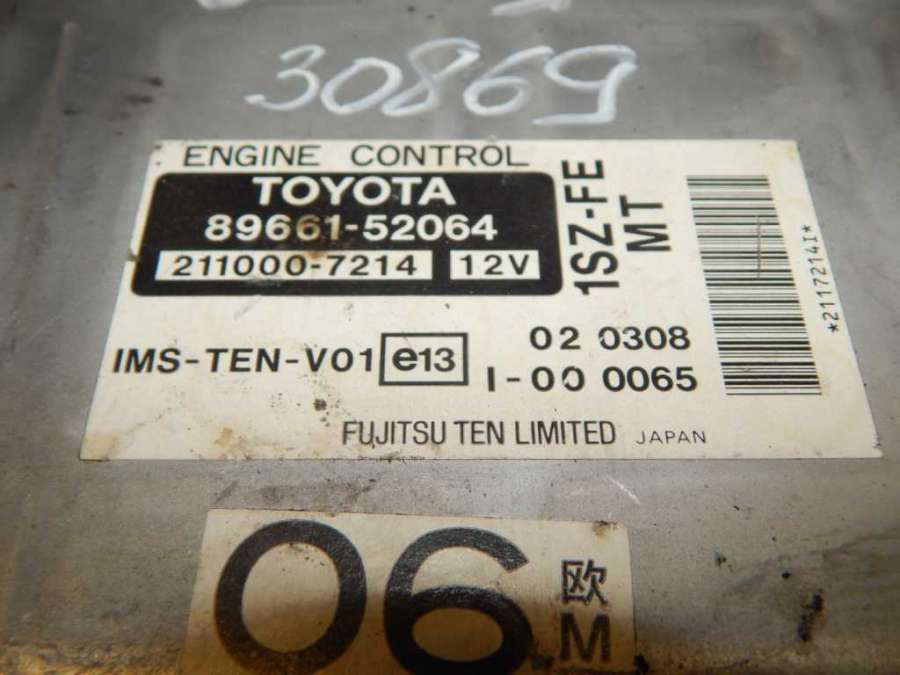 30869
ENGINE CONTROL
TOYOTA
89661-52064
211000-7214 12V
1SZ-FE
MT
*2117214I*
IMS-TEN-V01 e13
02 0308
I-00 0065
FUJITSU TEN LIMITED JAPAN
06 欧
M